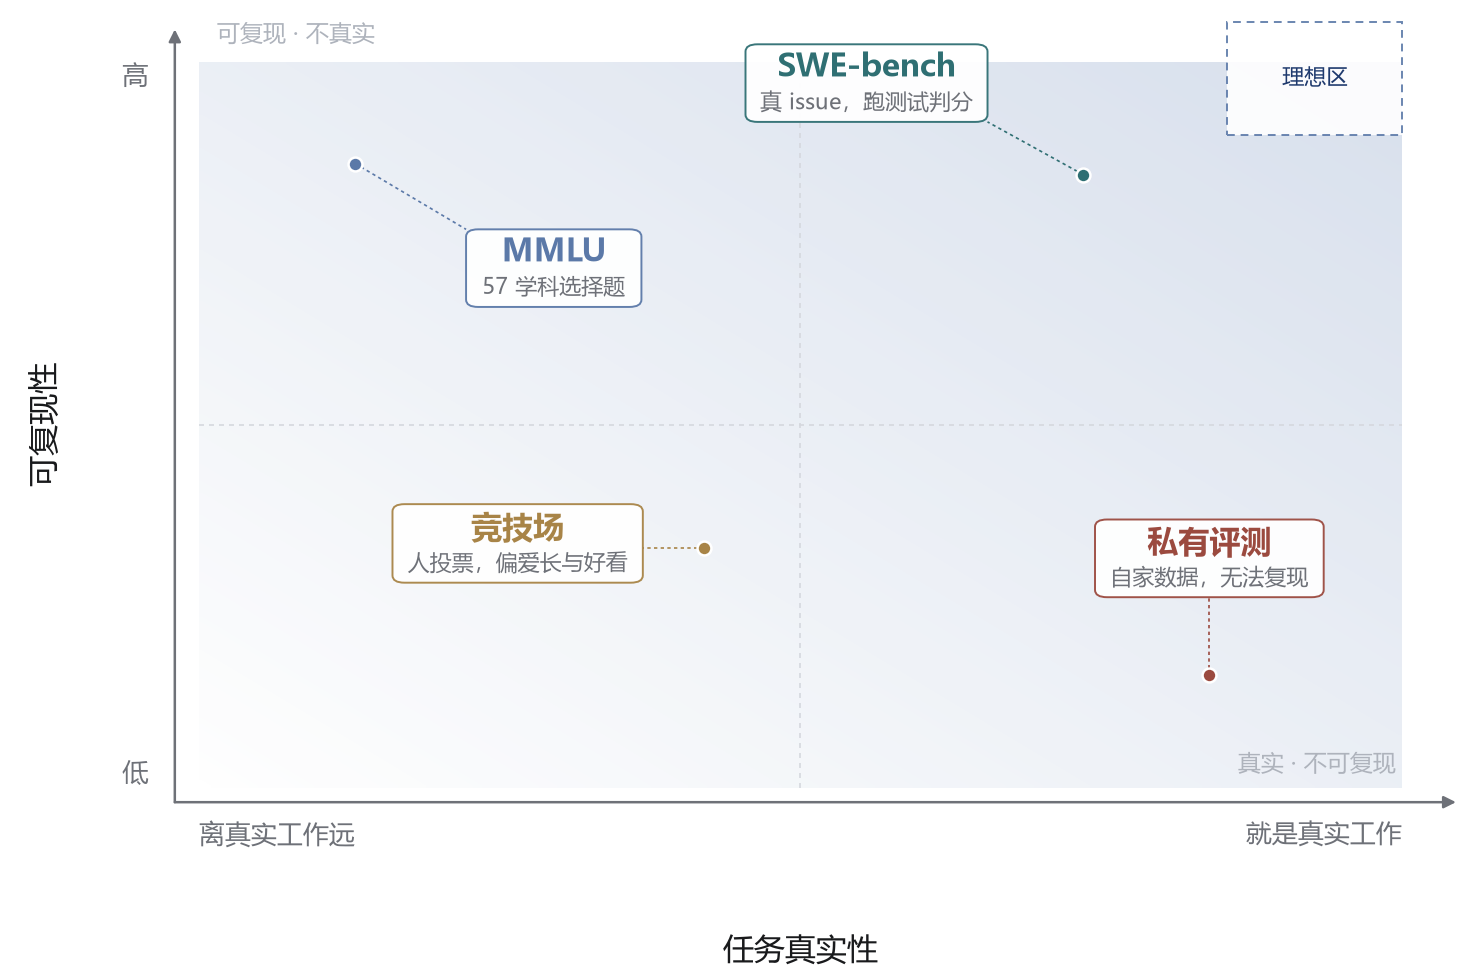 可复现 · 不真实
高
理想区
SWE-bench
真 issue，跑测试判分
MMLU
57 学科选择题
可复现性
竞技场
人投票，偏爱长与好看
私有评测
自家数据，无法复现
真实 · 不可复现
低
离真实工作远
就是真实工作
任务真实性